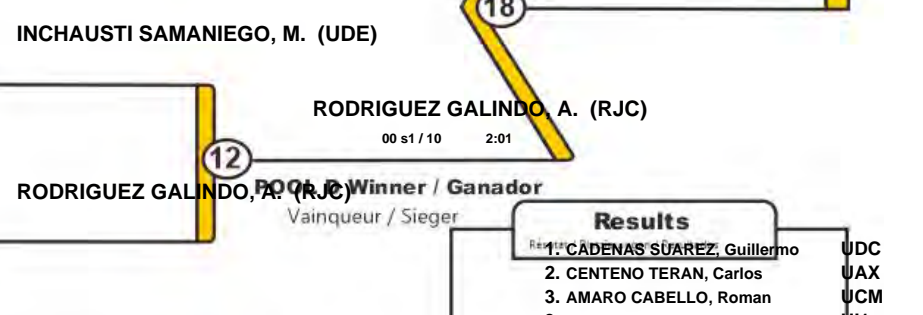 18
INCHAUSTI SAMANIEGO, M. (UDE)
RODRIGUEZ GALINDO, A. (RJC)
00 s1 / 10 2:01
12
RODRIGUEZ GALINDO, A. (RJC)
POOL D Winner / Ganador
Vainqueur / Sieger
Results
1. CADENAS SUAREZ, Guillermo UDC
2. CENTENO TERAN, Carlos UAX
3. AMARO CABELLO, Roman UCM